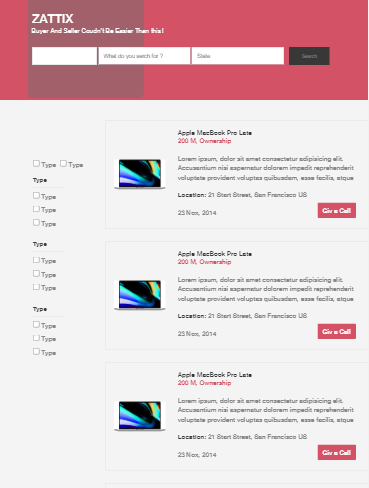 ZATTIX
Buyer And Seller Coudn't Be Easier Than this !
What do you serch for ?
State
Search
Type Type
Type
Type
Type
Type
Type
Type
Type
Type
Type
Type
Type
Type
Apple MacBook Pro Late
200 M, Ownership
Lorem ipsum, dolor sit amet consectetur adipisicing elit.
Accusantium nisi aspernatur dolorem impedit reprehenderit
voluptate provident voluptas quibusdam, esse facilis, atque
Location: 21 Start Street, San Francisco US
23 Nov, 2014
Give a Call
Apple MacBook Pro Late
200 M, Ownership
Lorem ipsum, dolor sit amet consectetur adipisicing elit.
Accusantium nisi aspernatur dolorem impedit reprehenderit
voluptate provident voluptas quibusdam, esse facilis, atque
Location: 21 Start Street, San Francisco US
23 Nov, 2014
Give a Call
Apple MacBook Pro Late
200 M, Ownership
Lorem ipsum, dolor sit amet consectetur adipisicing elit.
Accusantium nisi aspernatur dolorem impedit reprehenderit
voluptate provident voluptas quibusdam, esse facilis, atque
Location: 21 Start Street, San Francisco US
23 Nov, 2014
Give a Call